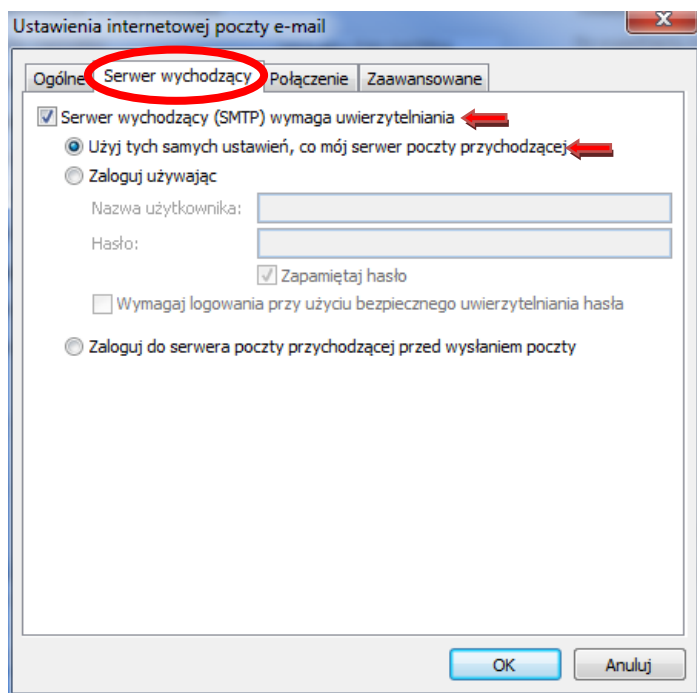 Ustawienia internetowej poczty e-mail
Ogólne Serwer wychodzący Połączenie Zaawansowane
Serwer wychodzący (SMTP) wymaga uwierzytelniania
Użyj tych samych ustawień, co mój serwer poczty przychodzącej
Zaloguj używając
Nazwa użytkownika:
Hasło:
Zapamiętaj hasło
Wymagaj logowania przy użyciu bezpiecznego uwierzytelniania hasła
Zaloguj do serwera poczty przychodzącej przed wysłaniem poczty
OK Anuluj